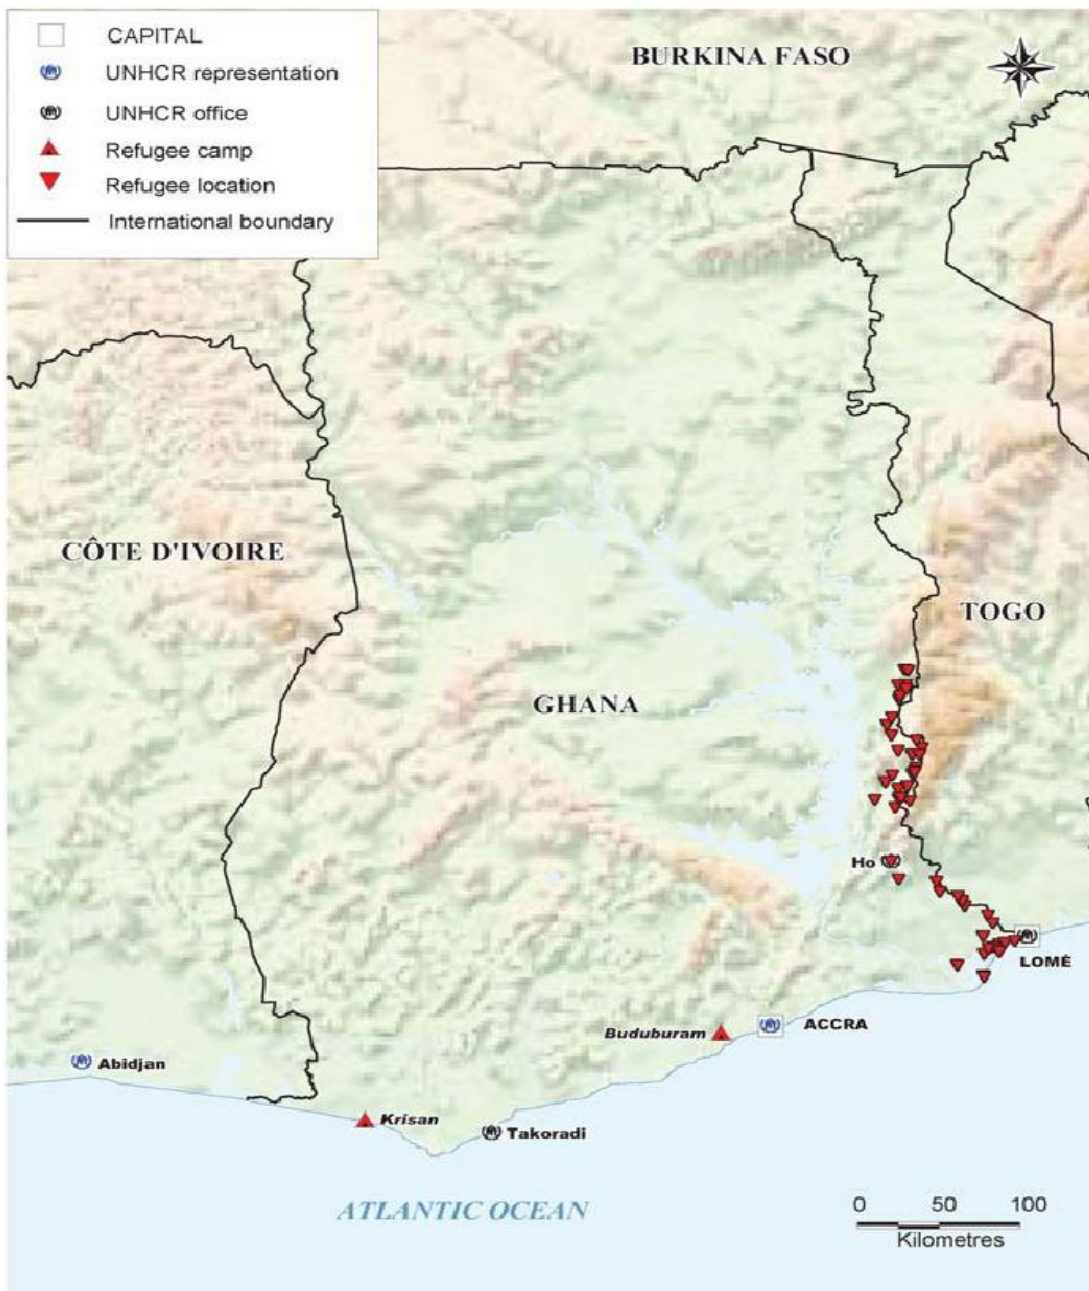 CAPITAL
UNHCR representation
UNHCR office
Refugee camp
Refugee location
International boundary
BURKINA FASO
CÔTE D'IVOIRE
TOGO
GHANA
Ho
LOMÉ
Buduburam
ACCRA
Abidjan
Krisan
Takoradi
ATLANTIC OCEAN
0 50 100
Kilometres